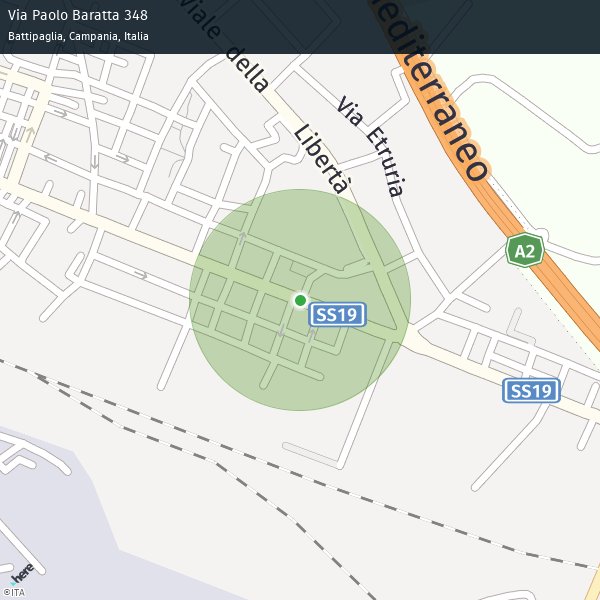 Via Paolo Baratta 348
Battipaglia, Campania, Italia
Viale della
Libertà
Via Etruria
mediterraneo
A2
SS19
SS19
here
©ITA